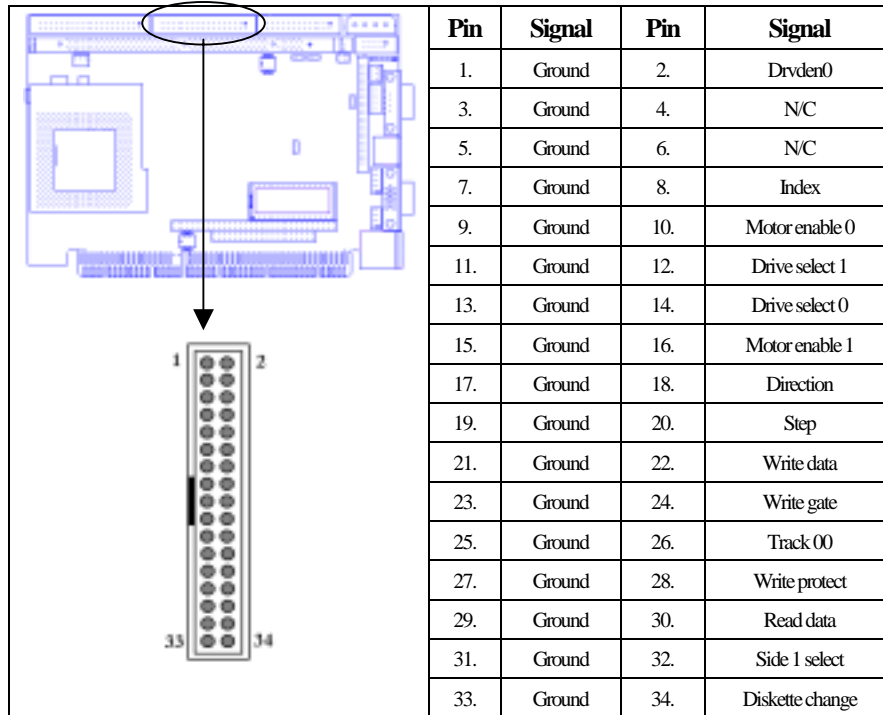 Pin Signal Pin Signal
1. Ground 2. Drvden0
3. Ground 4. N/C
5. Ground 6. N/C
7. Ground 8. Index
9. Ground 10. Motor enable 0
11. Ground 12. Drive select 1
13. Ground 14. Drive select 0
15. Ground 16. Motor enable 1
17. Ground 18. Direction
19. Ground 20. Step
21. Ground 22. Write data
23. Ground 24. Write gate
25. Ground 26. Track 00
27. Ground 28. Write protect
29. Ground 30. Read data
31. Ground 32. Side 1 select
33. Ground 34. Diskette change
1 2
33 34